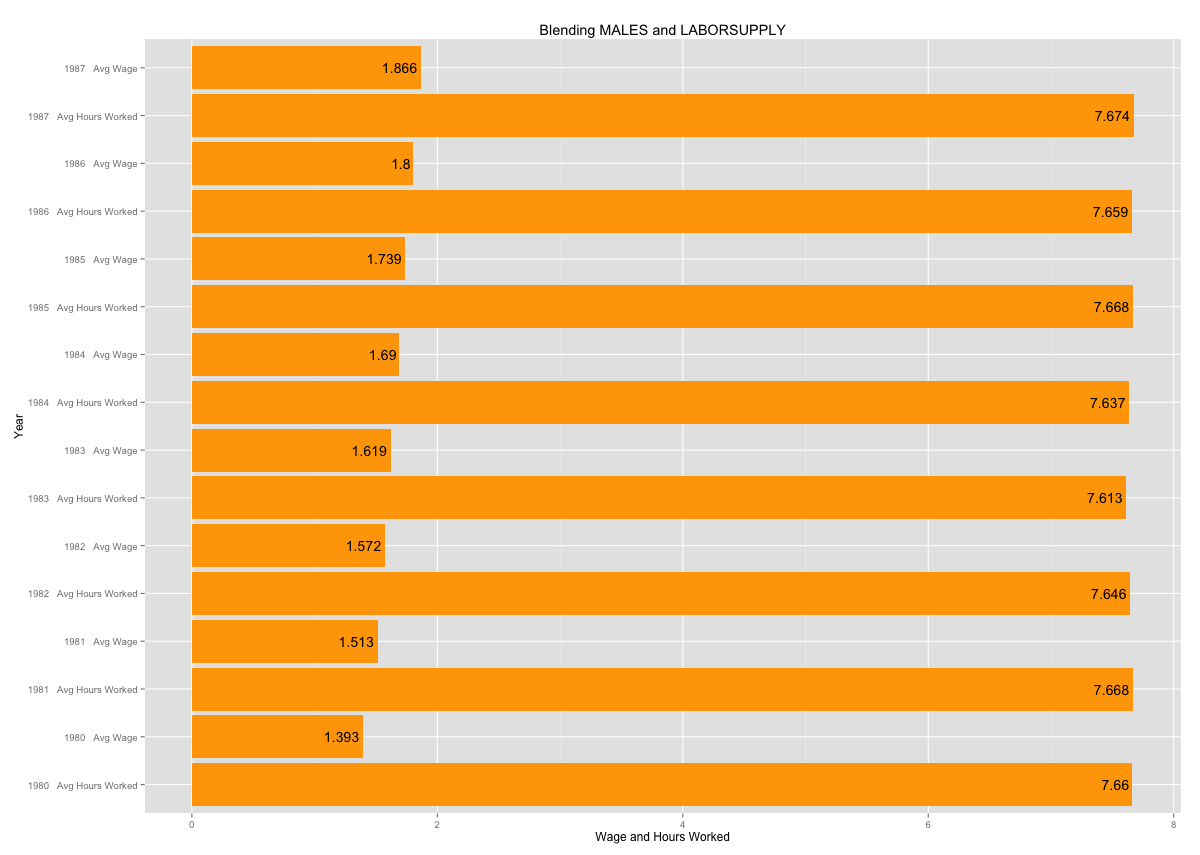 Blending MALES and LABORSUPPLY
1987 Avg Wage 1.866
1987 Avg Hours Worked 7.674
1986 Avg Wage 1.8
1986 Avg Hours Worked 7.659
1985 Avg Wage 1.739
1985 Avg Hours Worked 7.668
1984 Avg Wage 1.69
1984 Avg Hours Worked 7.637
Year
1983 Avg Wage 1.619
1983 Avg Hours Worked 7.613
1982 Avg Wage 1.572
1982 Avg Hours Worked 7.646
1981 Avg Wage 1.513
1981 Avg Hours Worked 7.668
1980 Avg Wage 1.393
1980 Avg Hours Worked 7.66
0 2 4 6 8
Wage and Hours Worked